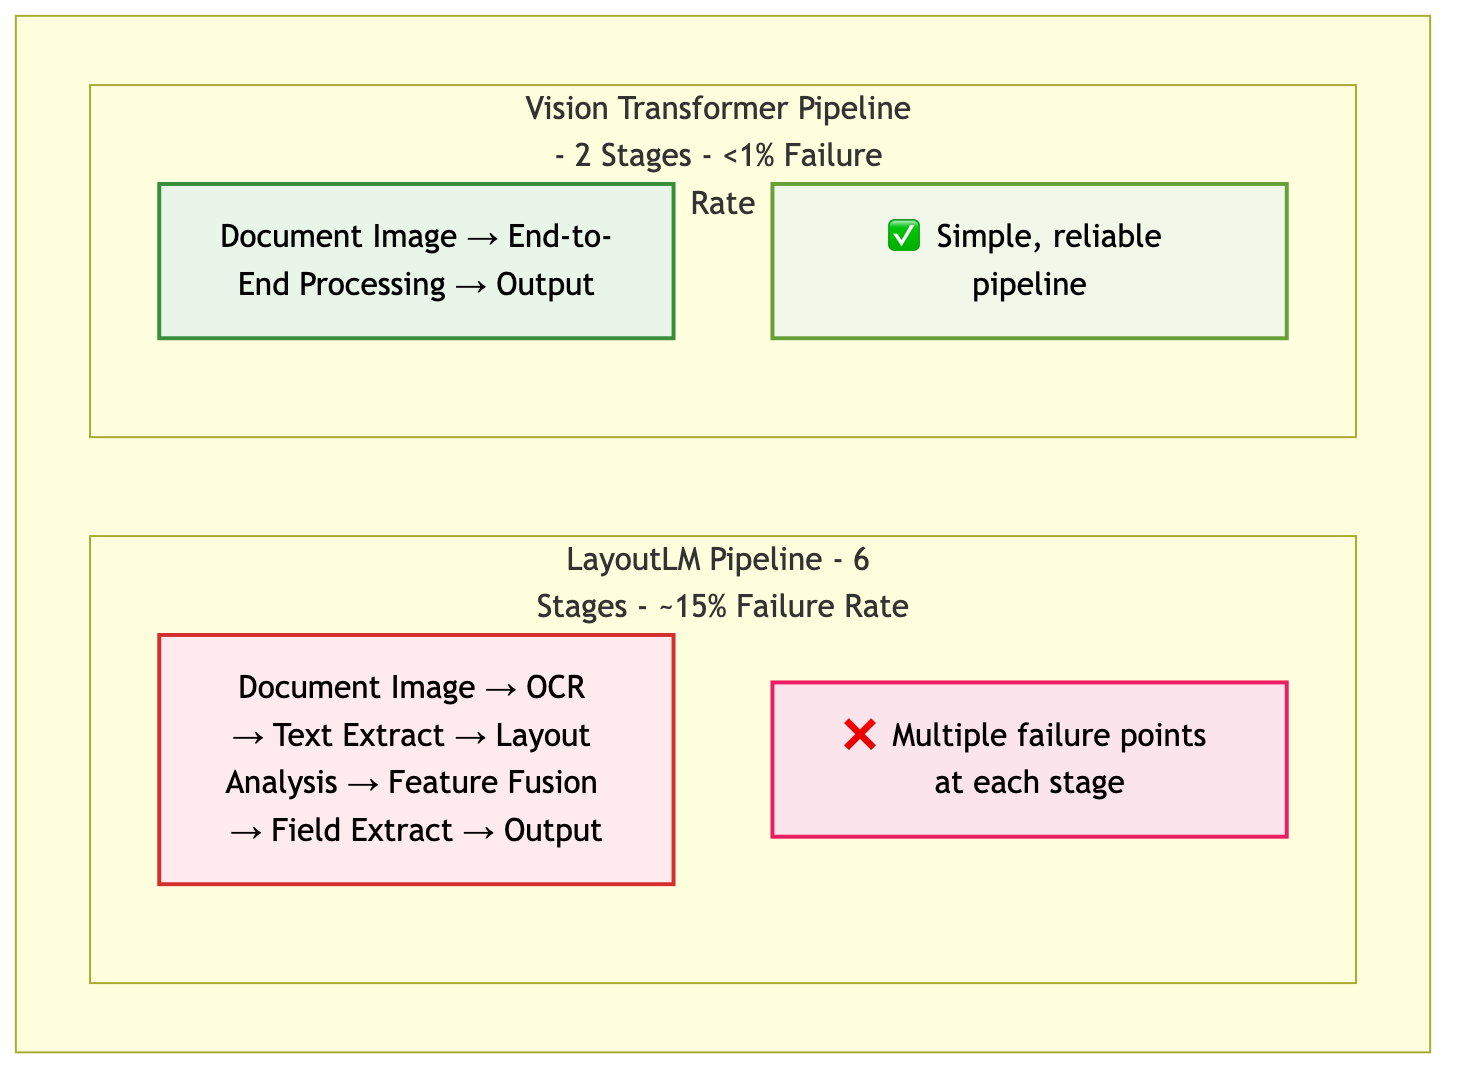 Vision Transformer Pipeline
- 2 Stages - <1% Failure
Rate
Document Image → End-to-
End Processing → Output
✅ Simple, reliable
pipeline
LayoutLM Pipeline - 6
Stages - ~15% Failure Rate
Document Image → OCR
→ Text Extract → Layout
Analysis → Feature Fusion
→ Field Extract → Output
❌ Multiple failure points
at each stage